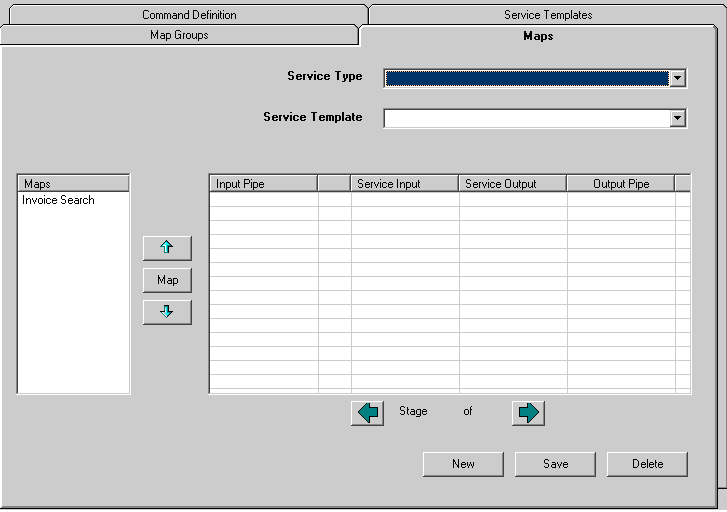 Command Definition Service Templates
Map Groups Maps
Service Type
Service Template
Maps Input Pipe Service Input Service Output Output Pipe
Invoice Search
Map
Stage of
New Save Delete